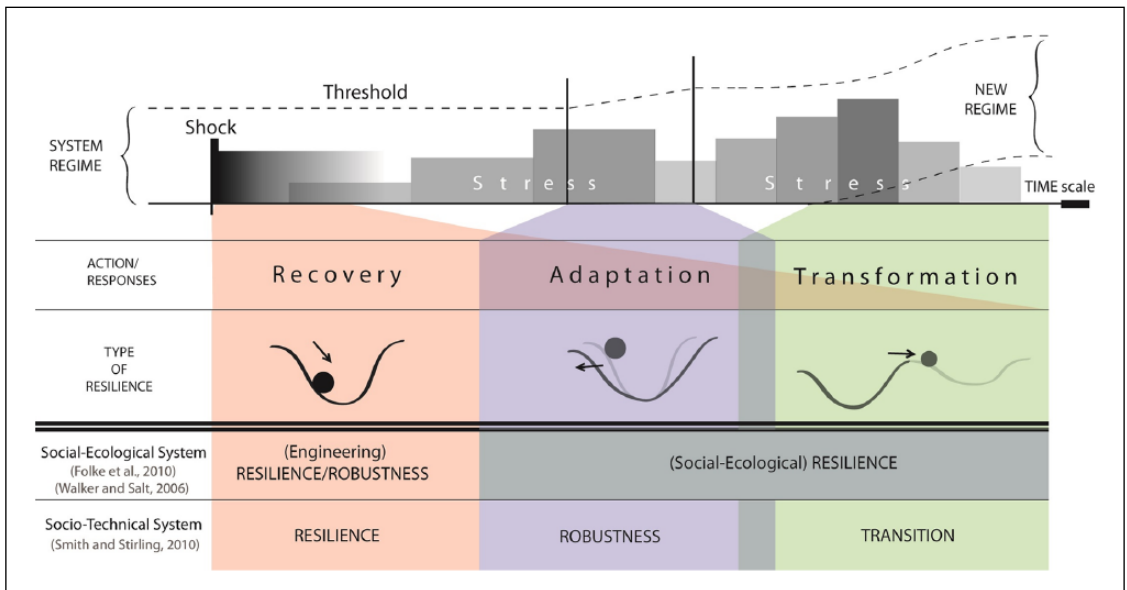 Threshold
Shock
SYSTEM
REGIME
NEW
REGIME
Stress
Stress
TIME scale
ACTION/
RESPONSES
Recovery
Adaptation
Transformation
TYPE
OF
RESILIENCE
Social-Ecological System
(Folke et al., 2010)
(Walker and Salt, 2006)
(Engineering)
RESILIENCE/ROBUSTNESS
(Social-Ecological) RESILIENCE
Socio-Technical System
(Smith and Stirling, 2010)
RESILIENCE
ROBUSTNESS
TRANSITION